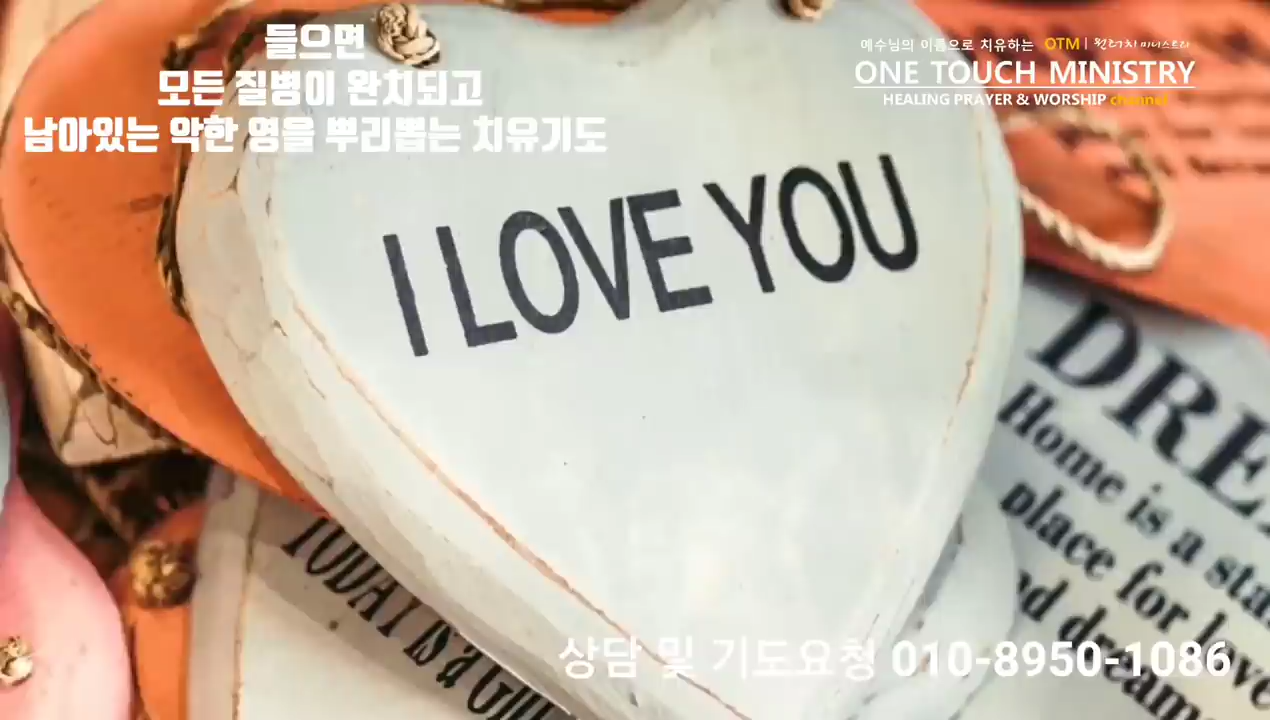 들으면
모든 질병이 완치되고
남아있는 악한 영을 뿌리뽑는 치유기도
예수님의 이름으로 치유하는 OTM | 원터치 미니스트리
ONE TOUCH MINISTRY
HEALING PRAYER & WORSHIP channel
I LOVE YOU
DRE
Home is a sta
place for love
nd dream
TODAY is a
상담 및 기도요청 010-8950-1086